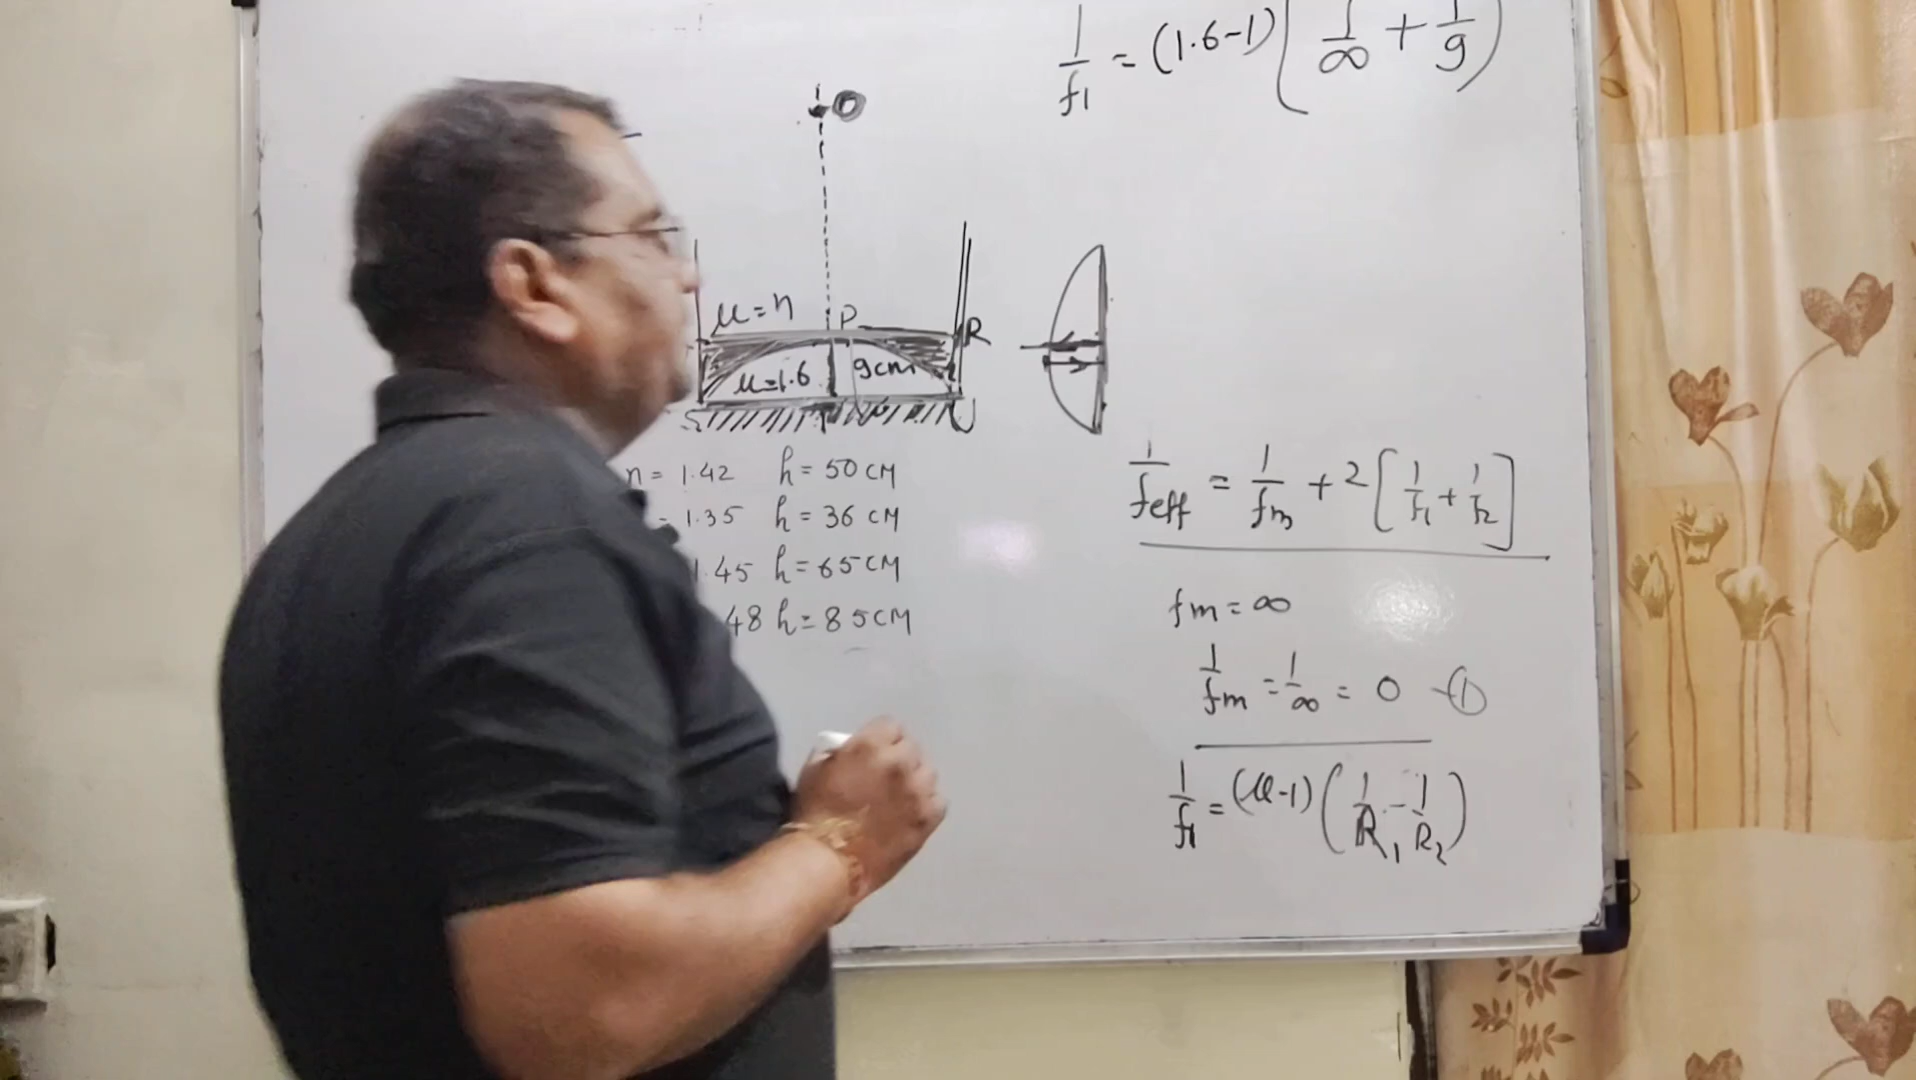 1/f1 = (1.6-1)(1/∞ + 1/9)
O
μ=n
P
R
μ=1.6
9cm
S
U
n = 1.42 h = 50 CM
1.35 h = 36 CM
1.45 h = 65 CM
48 h = 85 CM
1/feff = 1/fm + 2[1/f1 + 1/f2]
fm = ∞
1/fm = 1/∞ = 0 -①
1/f1 = (μ-1)(1/R1 - 1/R2)